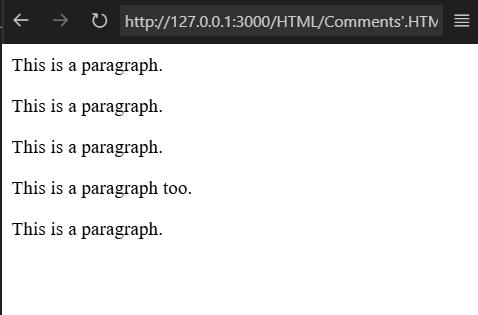 http://127.0.0.1:3000/HTML/Comments'.HTM
This is a paragraph.
This is a paragraph.
This is a paragraph.
This is a paragraph too.
This is a paragraph.